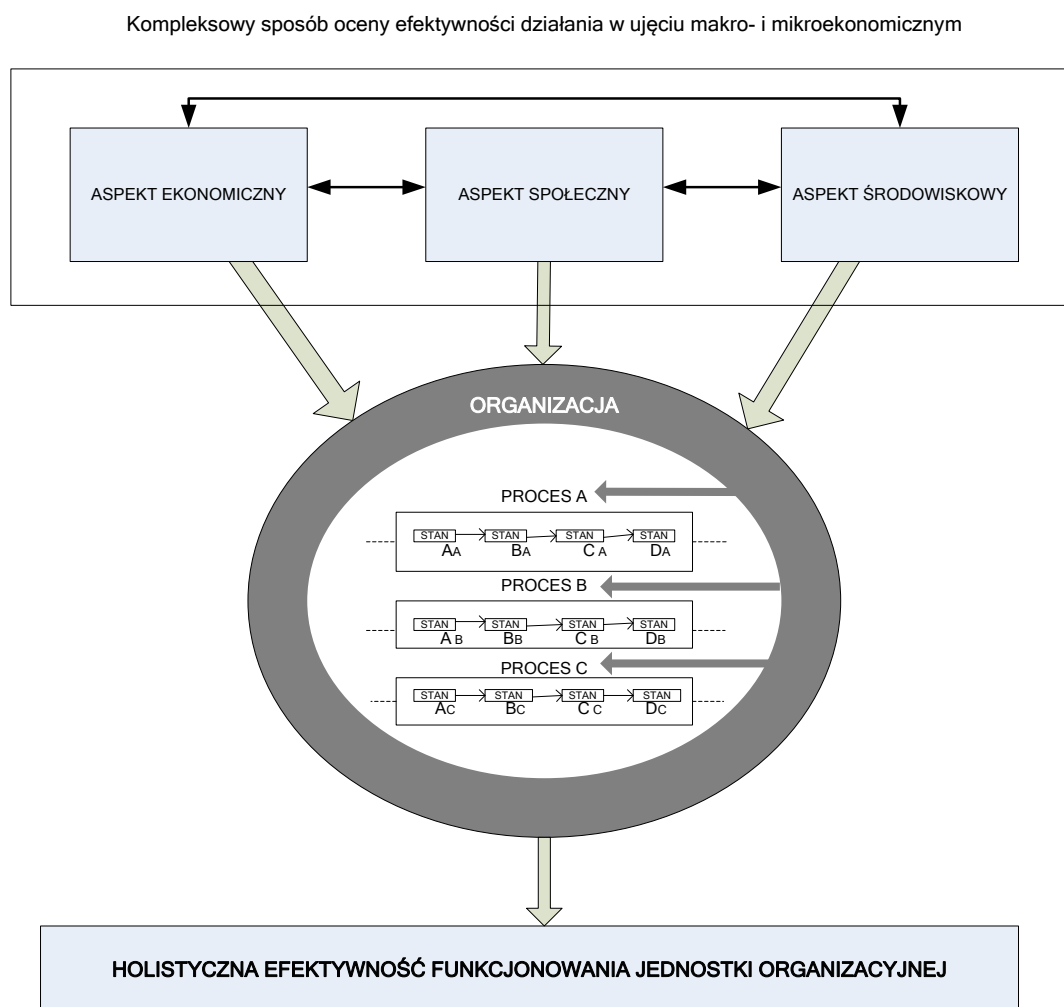 Kompleksowy sposób oceny efektywności działania w ujęciu makro- i mikroekonomicznym
ASPEKT EKONOMICZNY
ASPEKT SPOŁECZNY
ASPEKT ŚRODOWISKOWY
ORGANIZACJA
PROCES A
STAN STAN STAN STAN
AA BA C A DA
PROCES B
STAN STAN STAN STAN
A B BB C B DB
PROCES C
STAN STAN STAN STAN
AC BC C C DC
HOLISTYCZNA EFEKTYWNOŚĆ FUNKCJONOWANIA JEDNOSTKI ORGANIZACYJNEJ